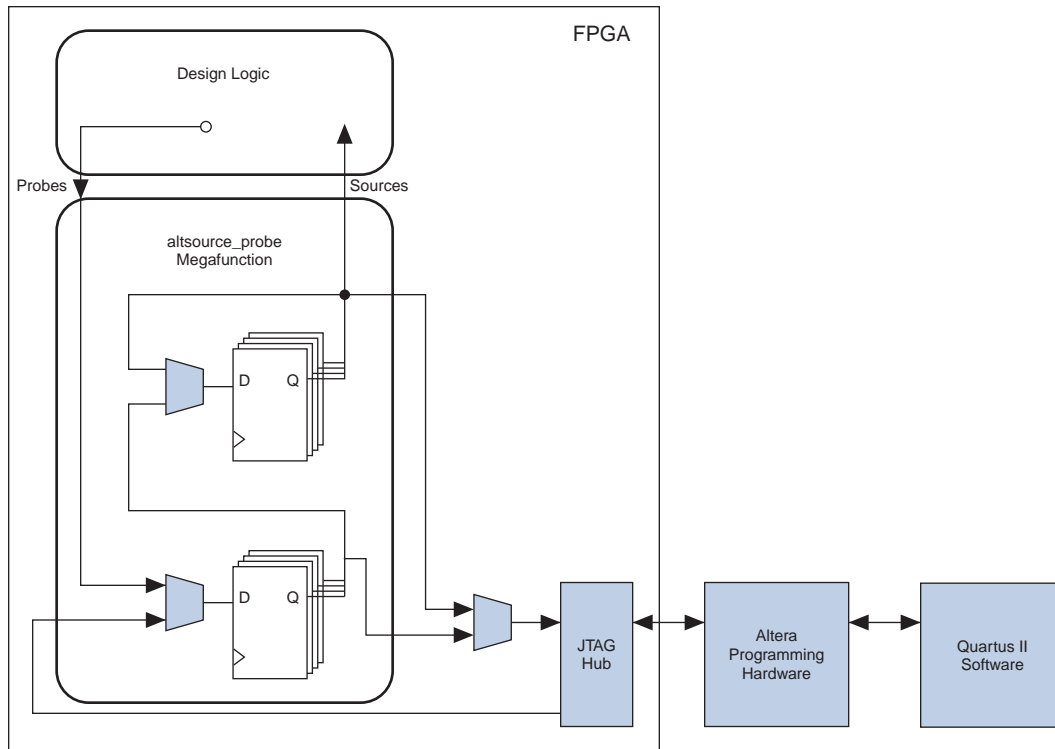 FPGA
Design Logic
Probes
Sources
altsource_probe
Megafunction
D
Q
D
Q
JTAG
Hub
Altera
Programming
Hardware
Quartus II
Software